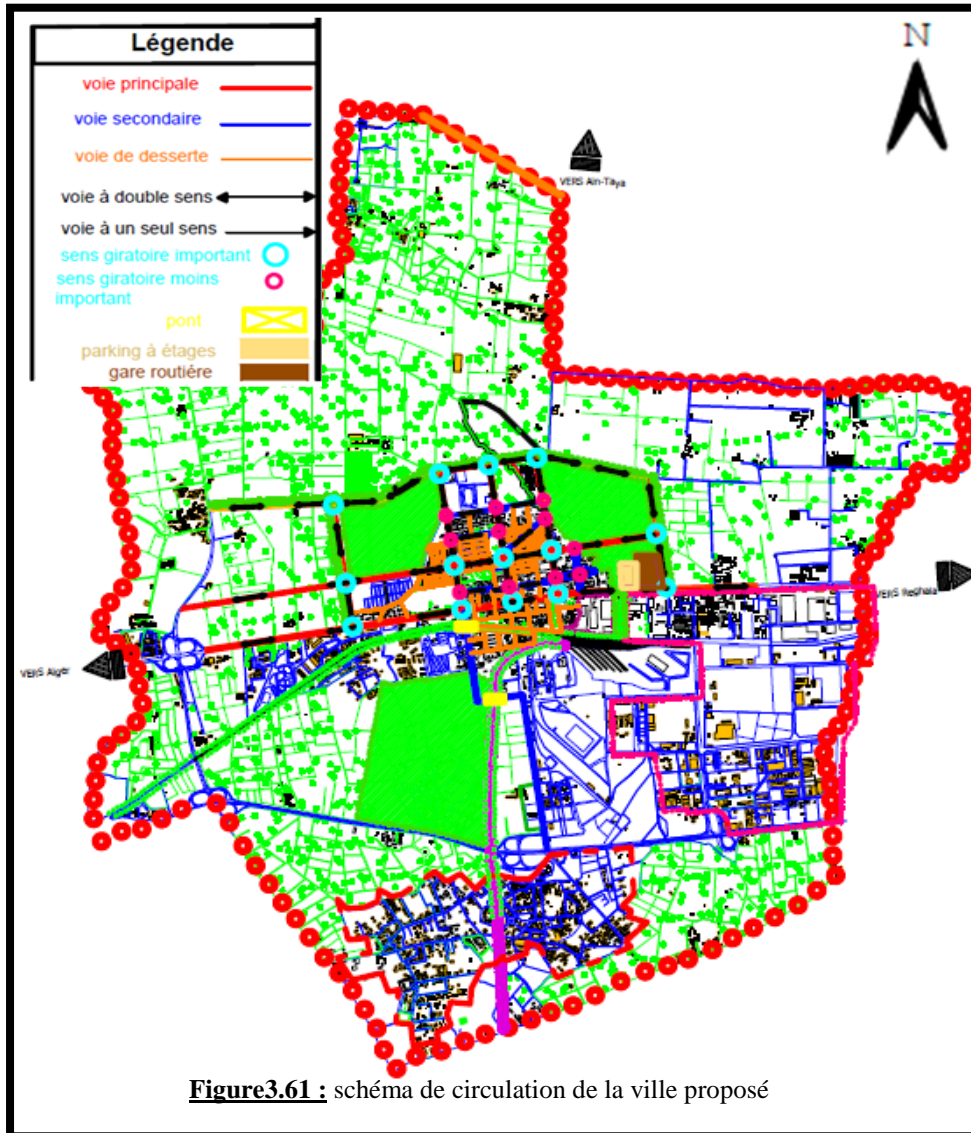 Légende
voie principale
voie secondaire
voie de desserte
voie à double sens
voie à un seul sens
sens giratoire important
sens giratoire moins
important
pont
parking à étages
gare routière
N
VERS Ain-Taya
VERS Reghaia
VERS Alger
Figure3.61 : schéma de circulation de la ville proposé